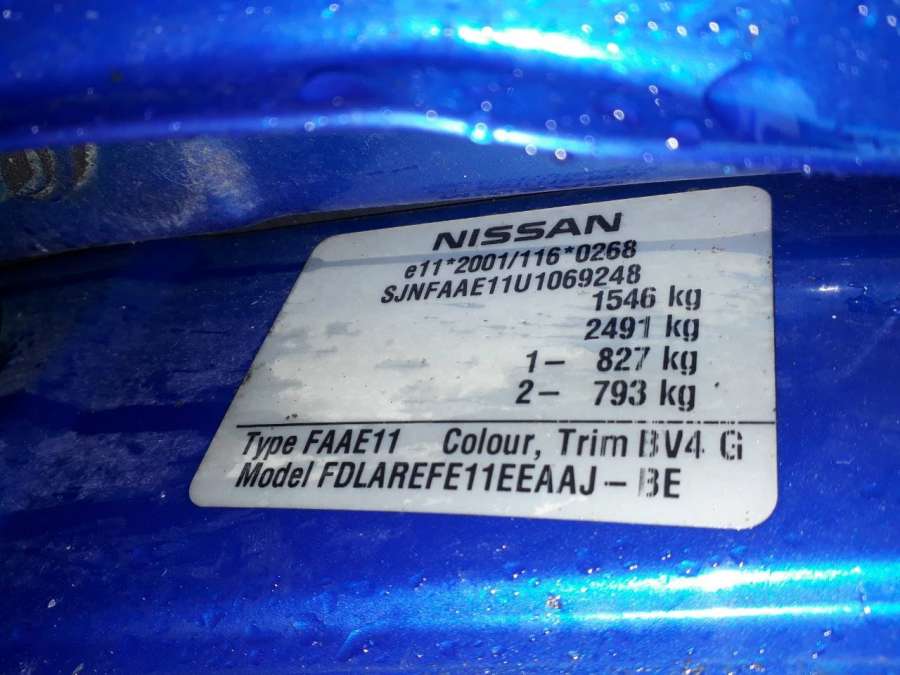 NISSAN
e11*2001/116*0268
SJNFAAE11U1069248
1546 kg
2491 kg
1– 827 kg
2– 793 kg
Type FAAE11 Colour, Trim BV4 G
Model FDLAREFE11EEAAJ – BE